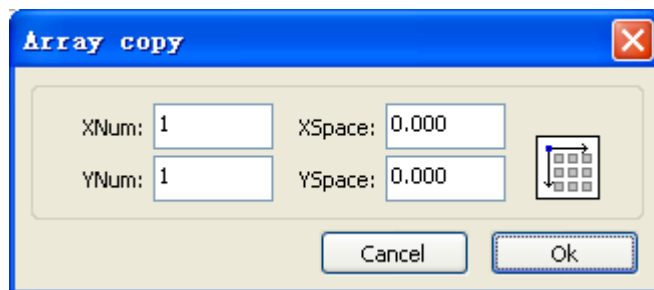 Array copy
XNum: 1 XSpace: 0.000
YNum: 1 YSpace: 0.000
Cancel Ok